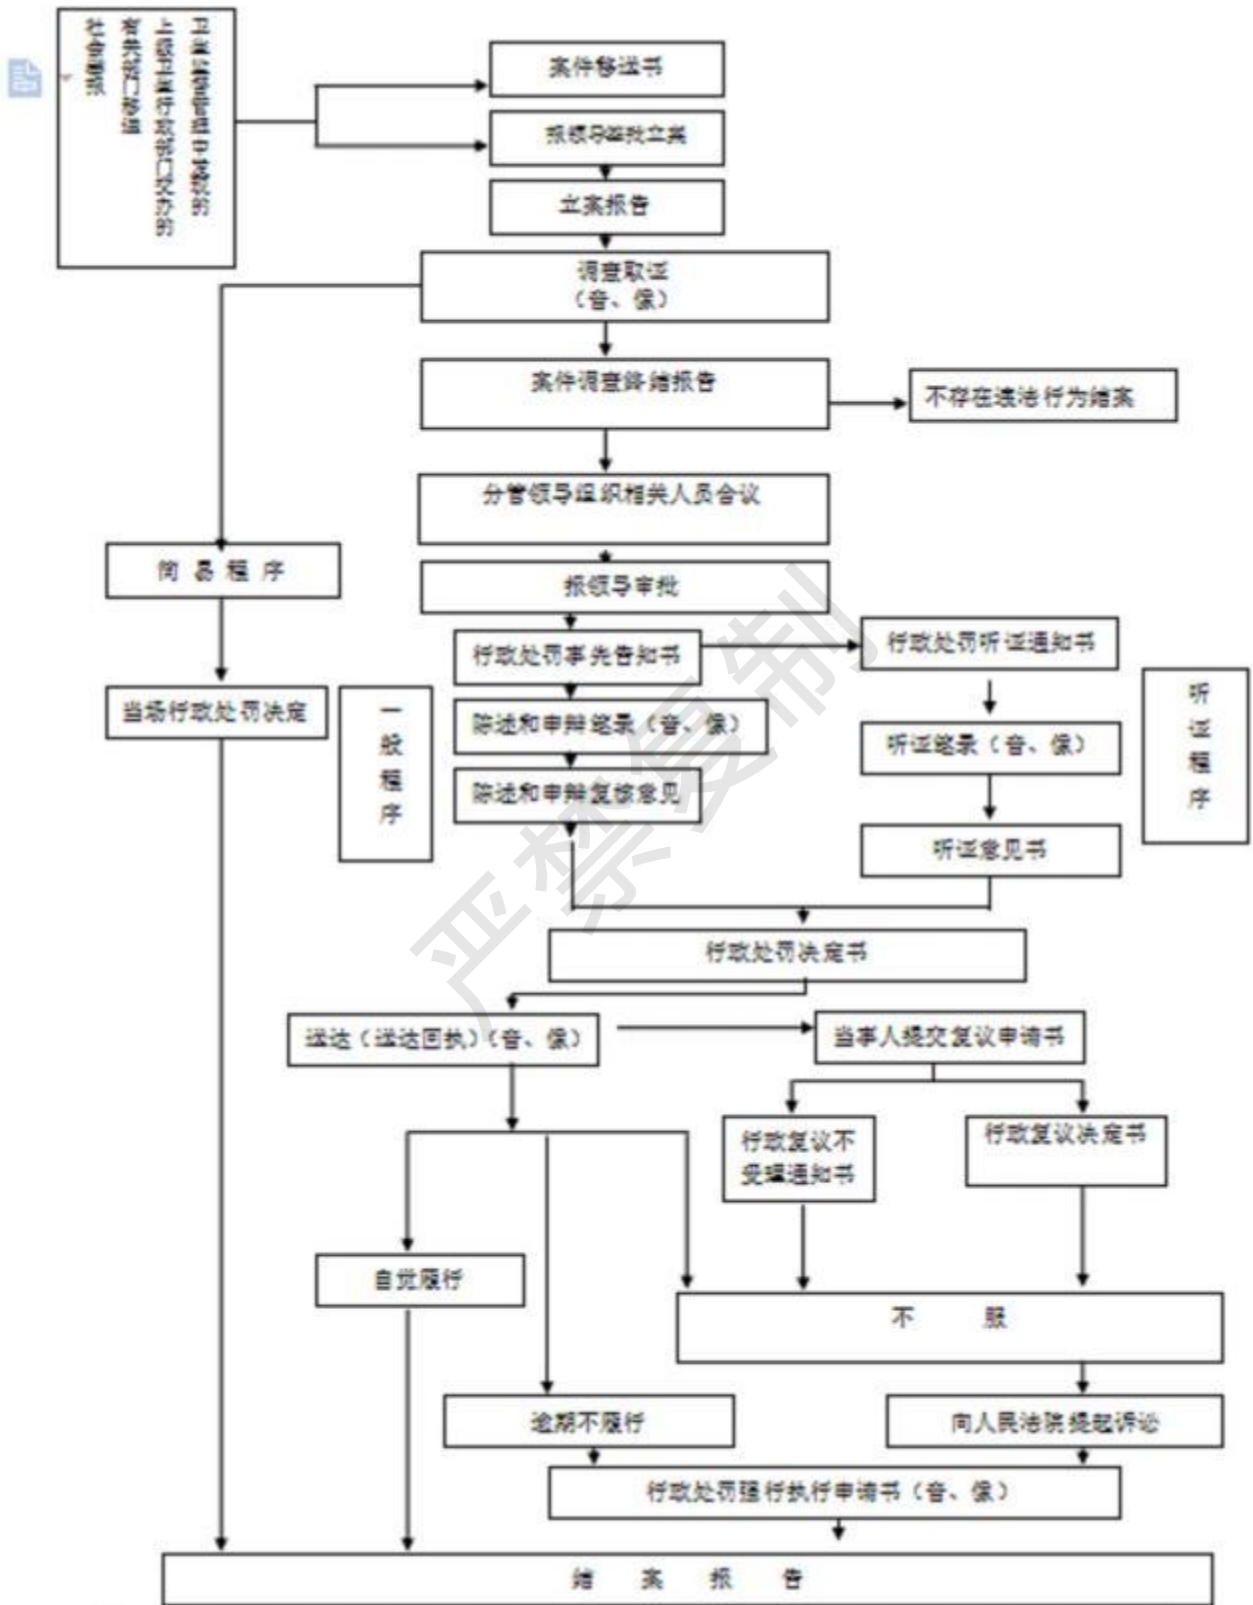 案件移送书
报领导签批立案
立案报告
调查取证
（音、像）
案件调查终结报告
不存在违法行为结案
分管领导组织相关人员合议
简易程序
报领导审批
行政处罚事先告知书
行政处罚听证通知书
当场行政处罚决定
一般程序
陈述和申辩笔录（音、像）
听证笔录（音、像）
听证程序
陈述和申辩复核意见
听证意见书
行政处罚决定书
送达（送达回执）（音、像）
当事人提交复议申请书
行政复议不
受理通知书
行政复议决定书
自觉履行
不服
逾期不履行
向人民法院提起诉讼
行政处罚强行执行申请书（音、像）
结案报告
严禁复制